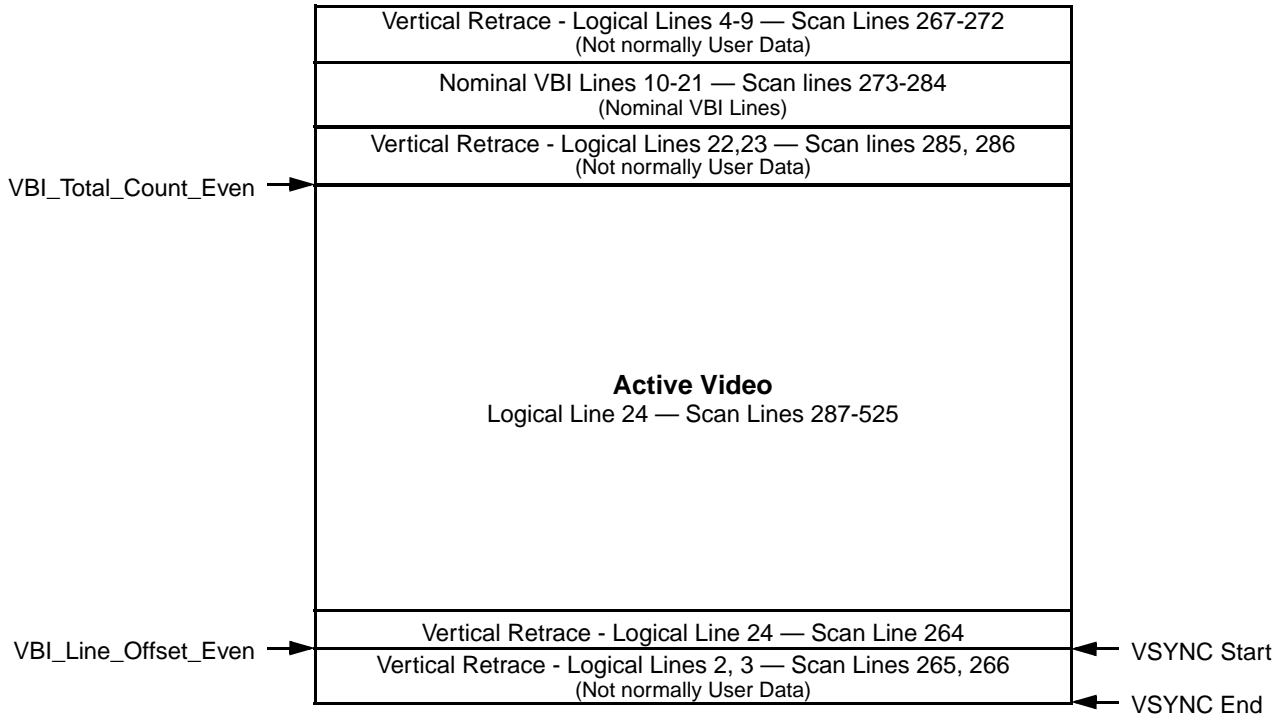 Vertical Retrace - Logical Lines 4-9 — Scan Lines 267-272
(Not normally User Data)
Nominal VBI Lines 10-21 — Scan lines 273-284
(Nominal VBI Lines)
Vertical Retrace - Logical Lines 22,23 — Scan lines 285, 286
(Not normally User Data)
VBI_Total_Count_Even
Active Video
Logical Line 24 — Scan Lines 287-525
Vertical Retrace - Logical Line 24 — Scan Line 264
VBI_Line_Offset_Even
VSYNC Start
Vertical Retrace - Logical Lines 2, 3 — Scan Lines 265, 266
(Not normally User Data)
VSYNC End